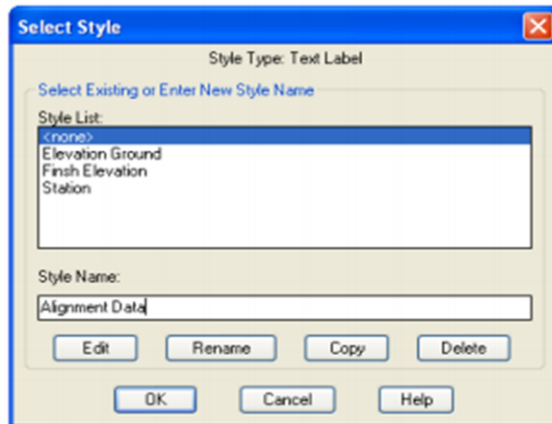 Select Style
Style Type: Text Label
Select Existing or Enter New Style Name
Style List:
<none>
Elevation Ground
Finsh Elevation
Station
Style Name:
Alignment Data
Edit Rename Copy Delete
OK Cancel Help